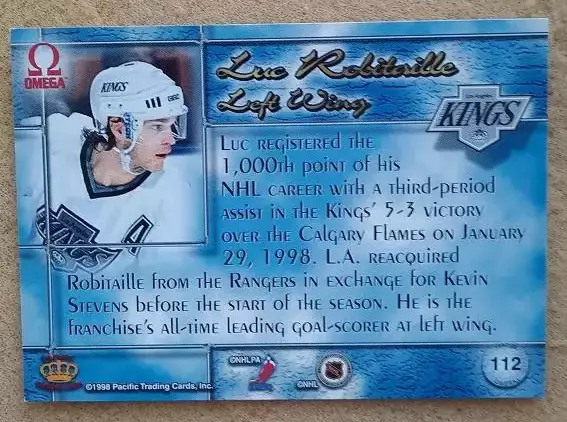 OMEGA
Luc Robitaille
Left Wing
KINGS
Los Angeles
KINGS
Luc registered the
1,000th point of his
NHL career with a third-period
assist in the Kings' 5-3 victory
over the Calgary Flames on January
29, 1998. L.A. reacquired
Robitaille from the Rangers in exchange for Kevin
Stevens before the start of the season. He is the
franchise's all-time leading goal-scorer at left wing.
©1998 Pacific Trading Cards, Inc.
©NHLPA
©NHL
112